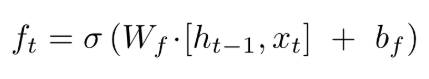 f_t = σ (W_f · [h_{t−1}, x_t] + b_f)